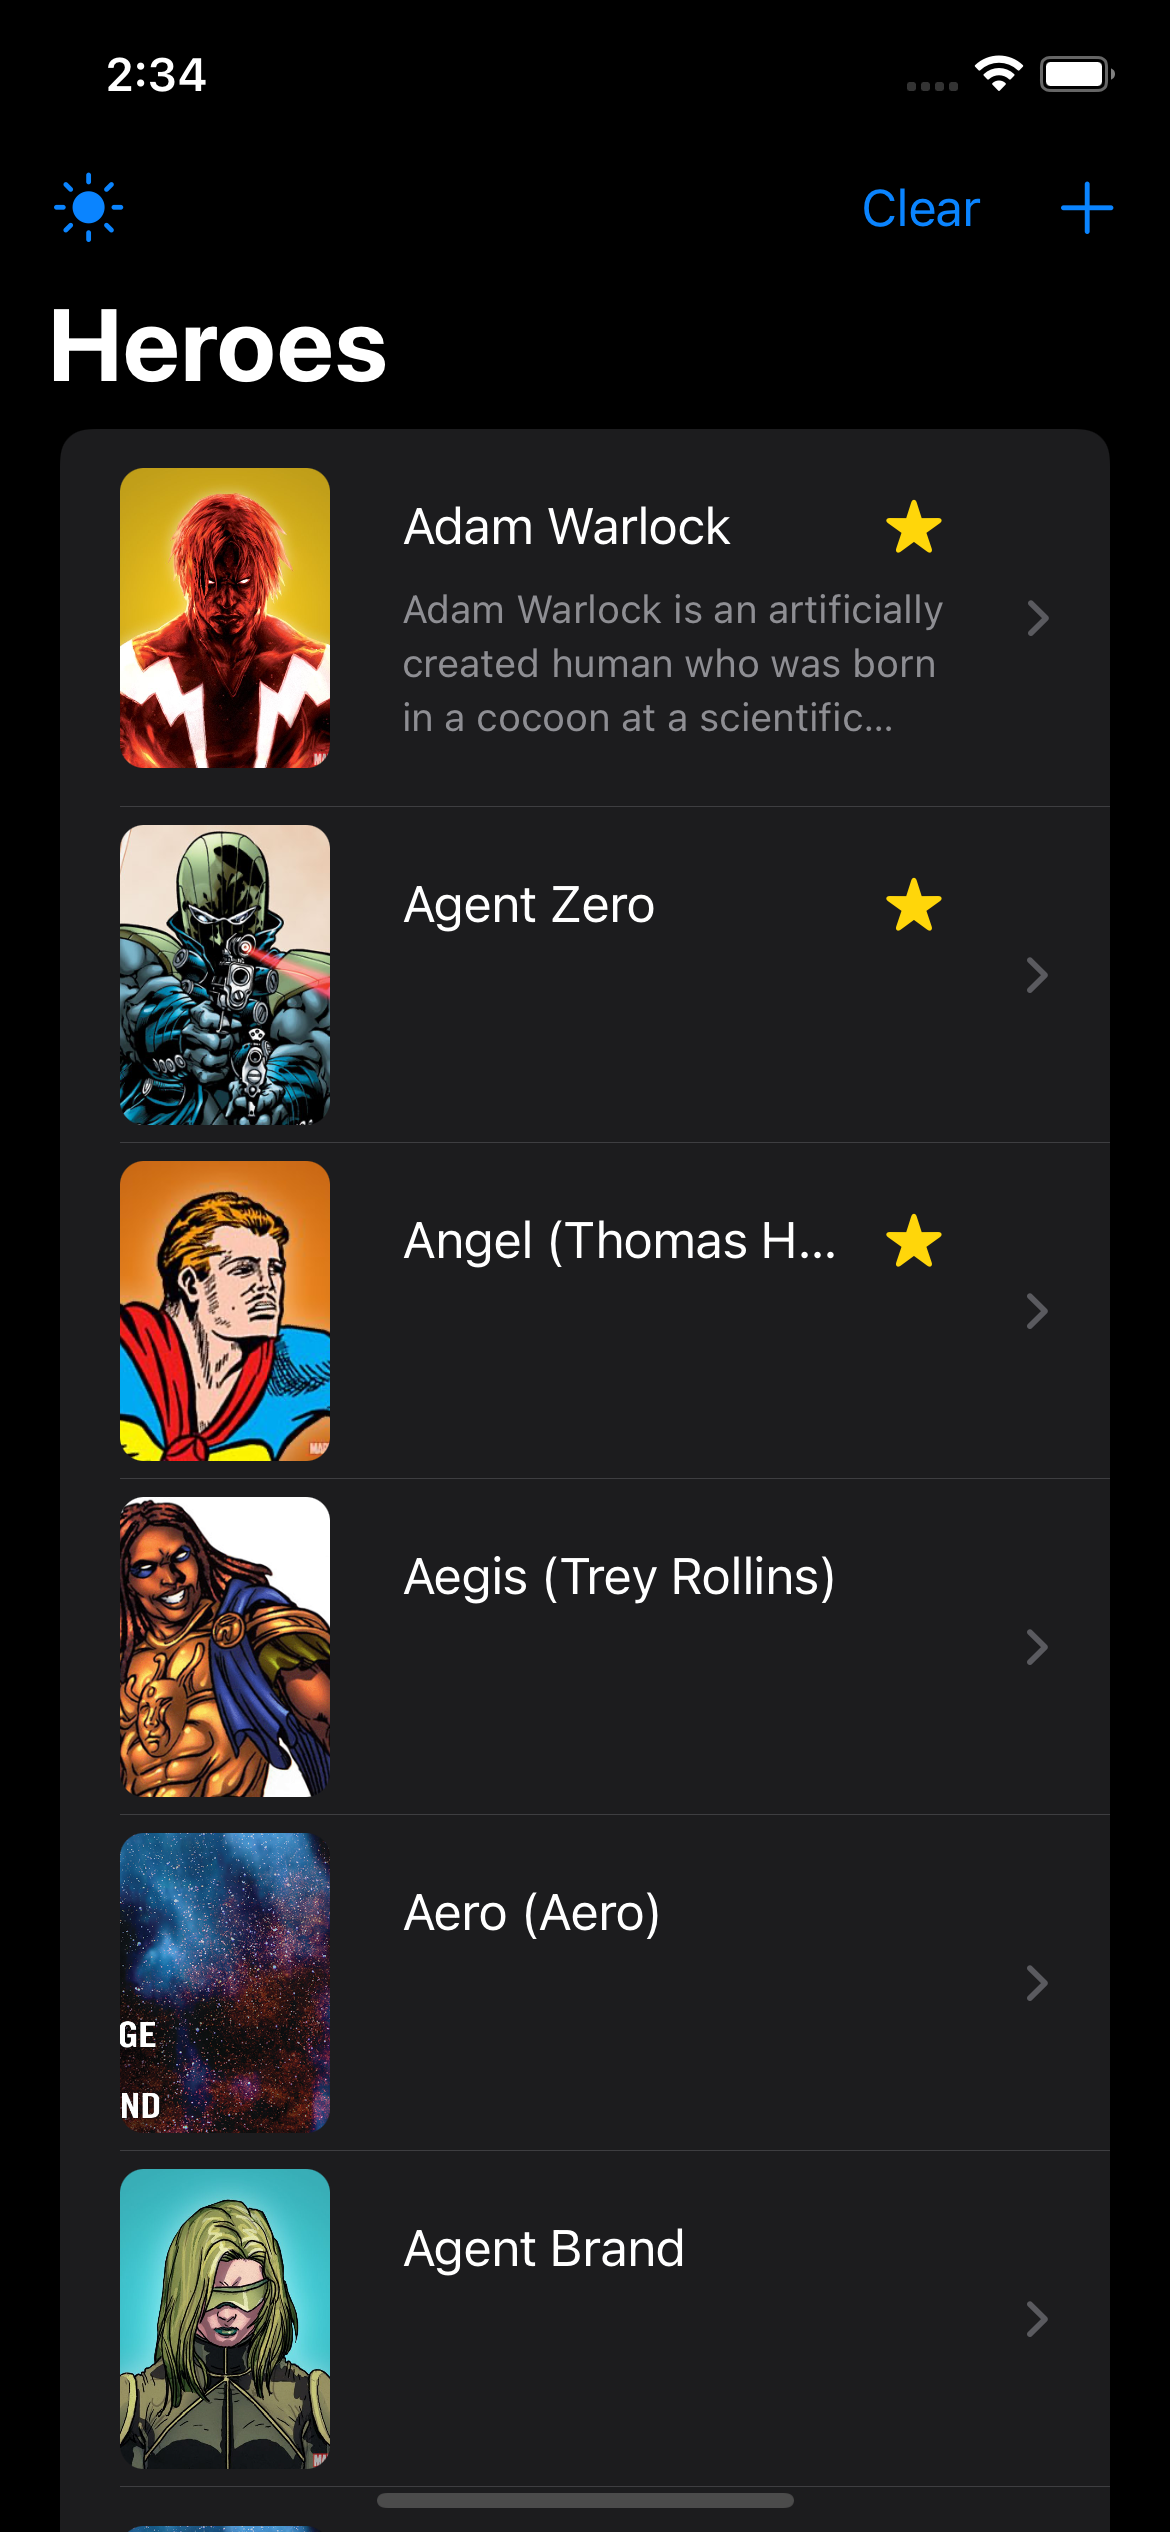 2:34
Clear
Heroes
Adam Warlock
Adam Warlock is an artificially
created human who was born
in a cocoon at a scientific...
Agent Zero
Angel (Thomas H...
Aegis (Trey Rollins)
Aero (Aero)
GE
ND
Agent Brand